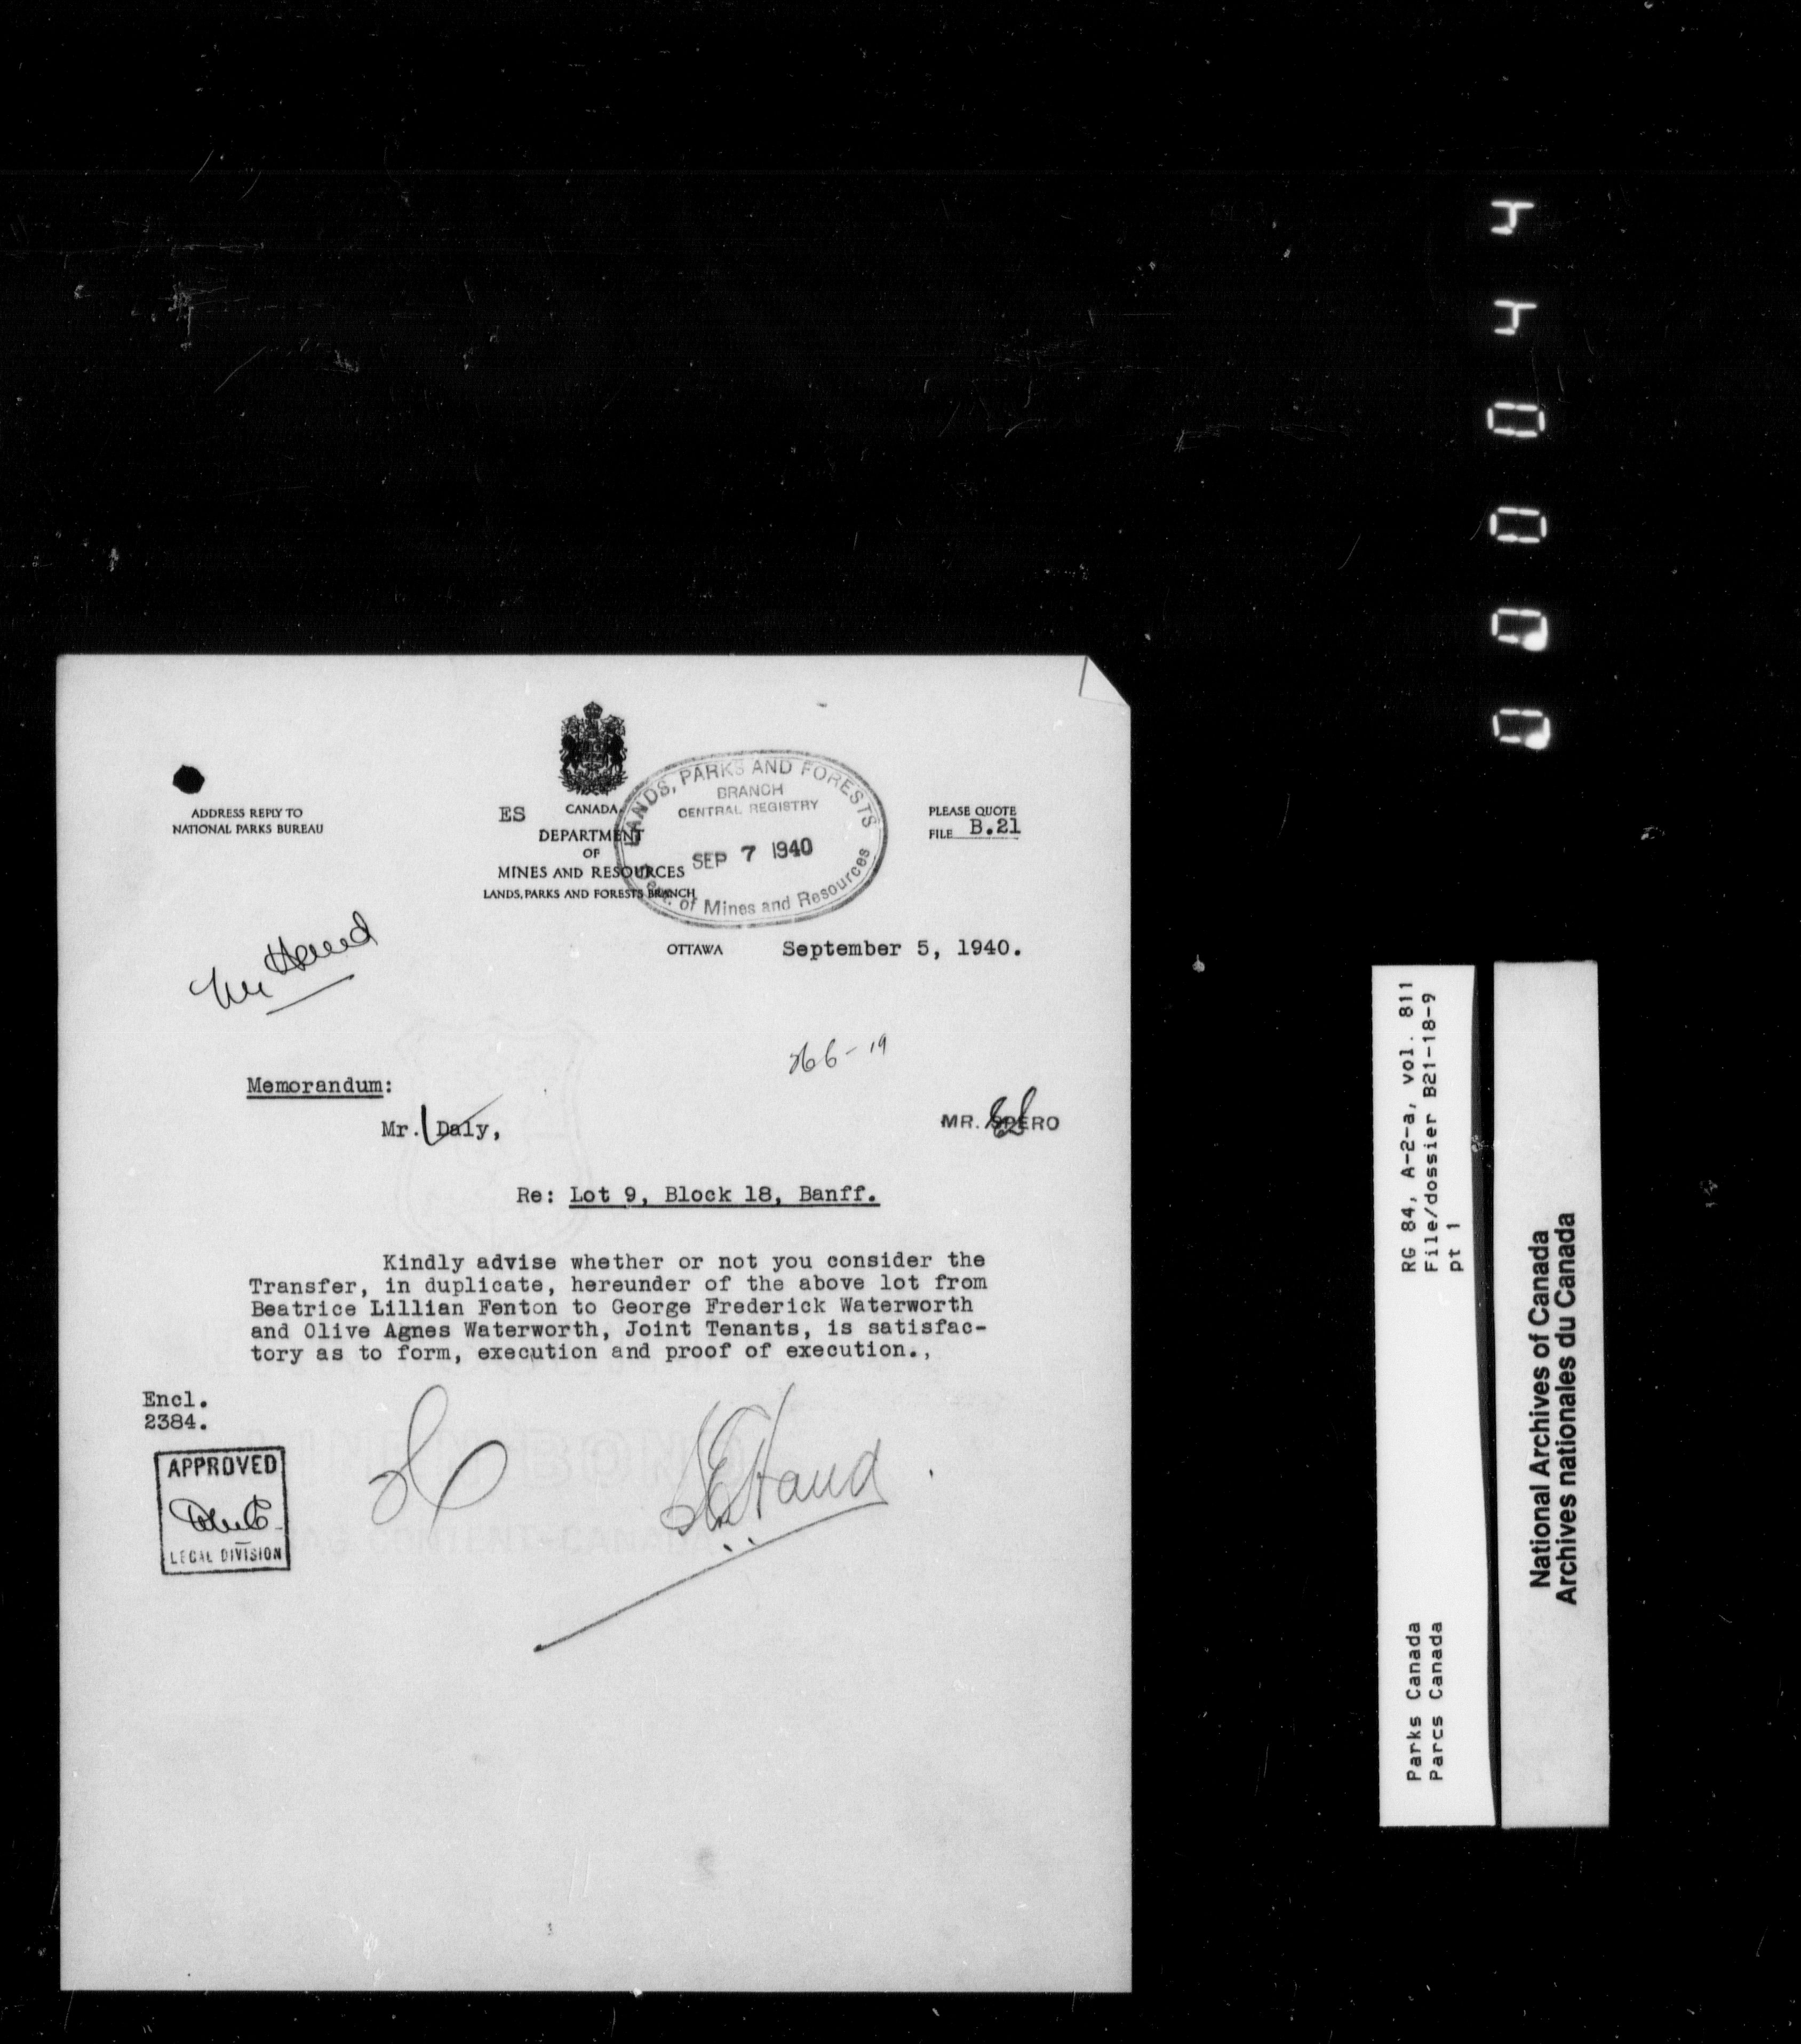 ADDRESS REPLY TO
NATIONAL PARKS BUREAU
ES
CANADA
DEPARTMENT
OF
MINES AND RESOURCES
LANDS, PARKS AND FORESTS BRANCH
LANDS, PARKS AND FORESTS
BRANCH
CENTRAL REGISTRY
SEP 7 1940
Dept. of Mines and Resources
PLEASE QUOTE
FILE B.21
OTTAWA September 5, 1940.
Mr Hand
Memorandum:
Mr. Daly,
MR. SPERO
Re: Lot 9, Block 18, Banff.
Kindly advise whether or not you consider the
Transfer, in duplicate, hereunder of the above lot from
Beatrice Lillian Fenton to George Frederick Waterworth
and Olive Agnes Waterworth, Joint Tenants, is satisfac-
tory as to form, execution and proof of execution.,
Encl.
2384.
APPROVED
LEGAL DIVISION
Hand
RG 84, A-2-a, vol. 811
File/dossier B21-18-9
pt 1
Parks Canada
Parcs Canada
National Archives of Canada
Archives nationales du Canada